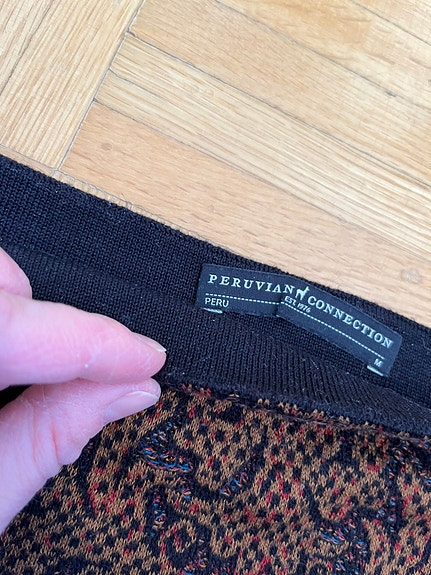 PERUVIAN CONNECTION
EST. 1976
PERU
M